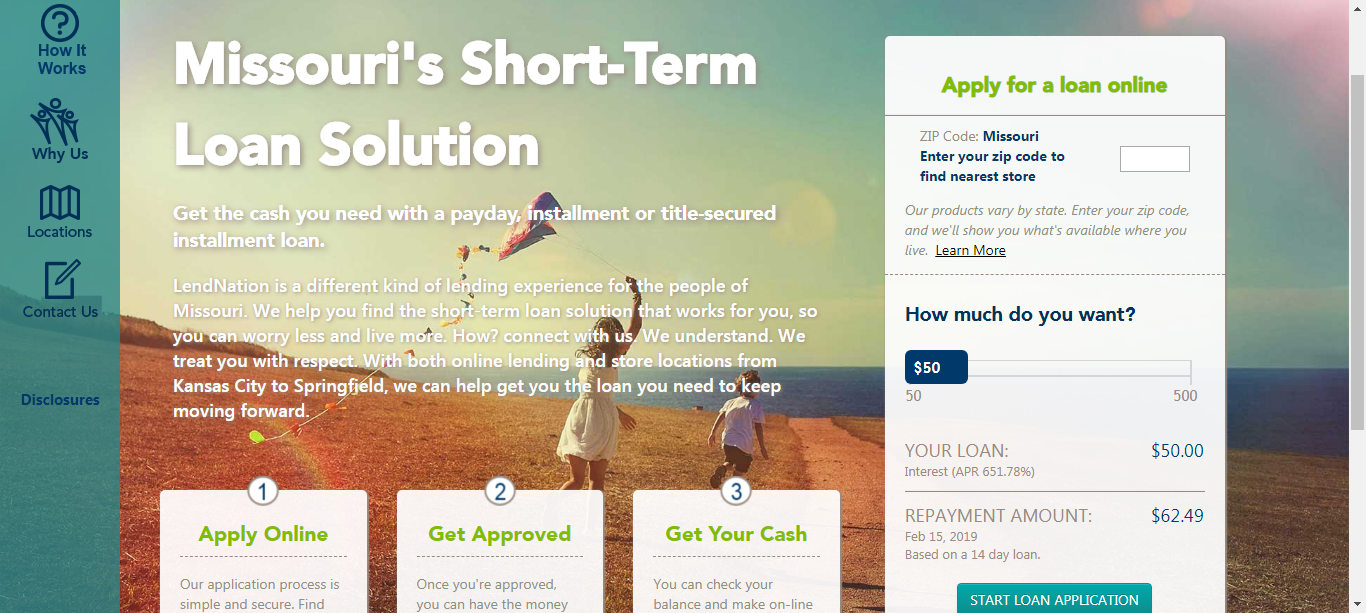 How It
Works
Why Us
Locations
Contact Us
Disclosures
Missouri's Short-Term
Loan Solution
Get the cash you need with a payday, installment or title-secured
installment loan.
LendNation is a different kind of lending experience for the people of
Missouri. We help you find the short-term loan solution that works for you, so
you can worry less and live more. How? connect with us. We understand. We
treat you with respect. With both online lending and store locations from
Kansas City to Springfield, we can help get you the loan you need to keep
moving forward.
1
Apply Online
Our application process is
simple and secure. Find
2
Get Approved
Once you're approved,
you can have the money
3
Get Your Cash
You can check your
balance and make on-line
Apply for a loan online
ZIP Code: Missouri
Enter your zip code to
find nearest store
Our products vary by state. Enter your zip code,
and we'll show you what's available where you
live. Learn More
How much do you want?
$50
50 500
YOUR LOAN: $50.00
Interest (APR 651.78%)
REPAYMENT AMOUNT: $62.49
Feb 15, 2019
Based on a 14 day loan.
START LOAN APPLICATION